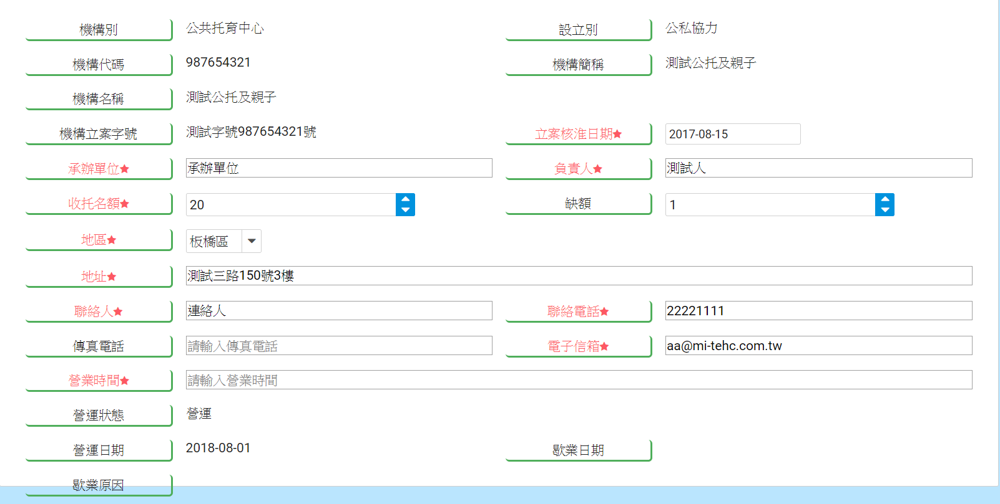 機構別 公共托育中心 設立別 公私協力
機構代碼 987654321 機構簡稱 測試公托及親子
機構名稱 測試公托及親子
機構立案字號 測試字號987654321號 立案核淮日期★ 2017-08-15
承辦單位★ 承辦單位 負責人★ 測試人
收托名額★ 20 缺額 1
地區★ 板橋區
地址★ 測試三路150號3樓
聯絡人★ 連絡人 聯絡電話★ 22221111
傳真電話 請輸入傳真電話 電子信箱★ aa@mi-tehc.com.tw
營業時間★ 請輸入營業時間
營運狀態 營運
營運日期 2018-08-01 歇業日期
歇業原因